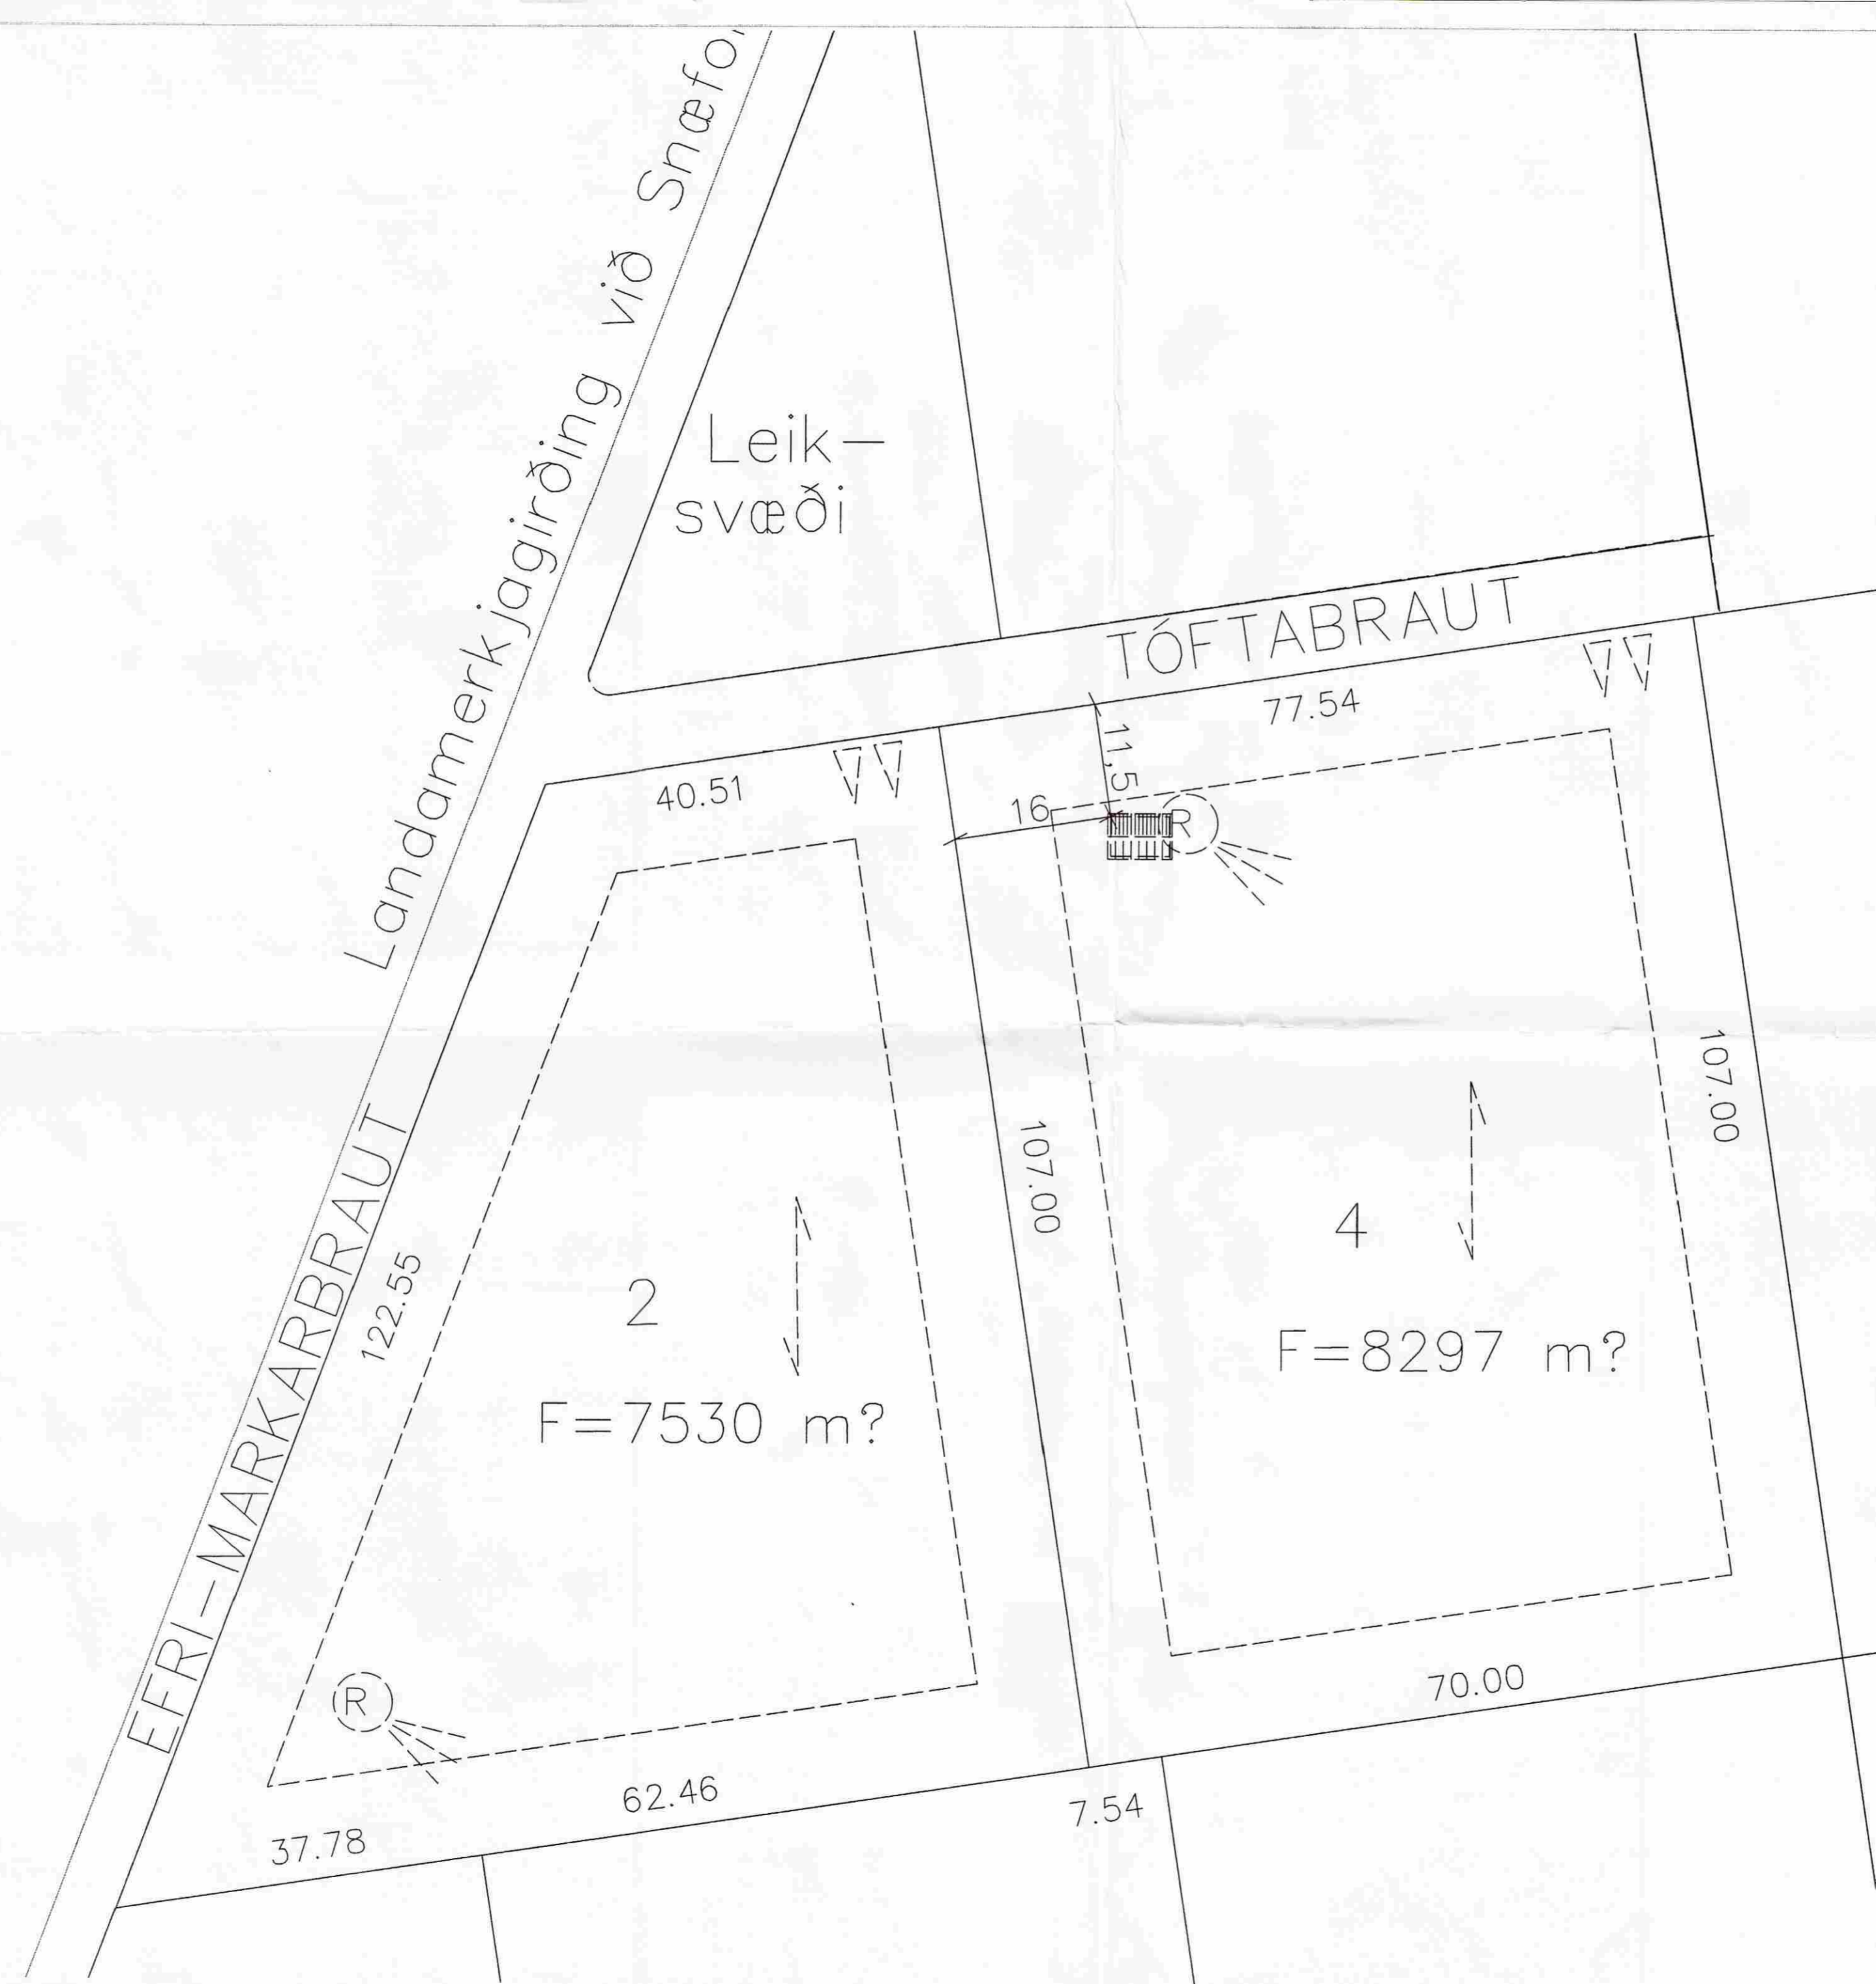 Landamerkjagirðing við
Leik-
svæði
TÓFTABRAUT
77.54
11,5
40.51
16
R
107.00
107.00
4
F=8297 m?
EFRI-MARKARBRAUT
122.55
2
F=7530 m?
R
70.00
62.46
7.54
37.78